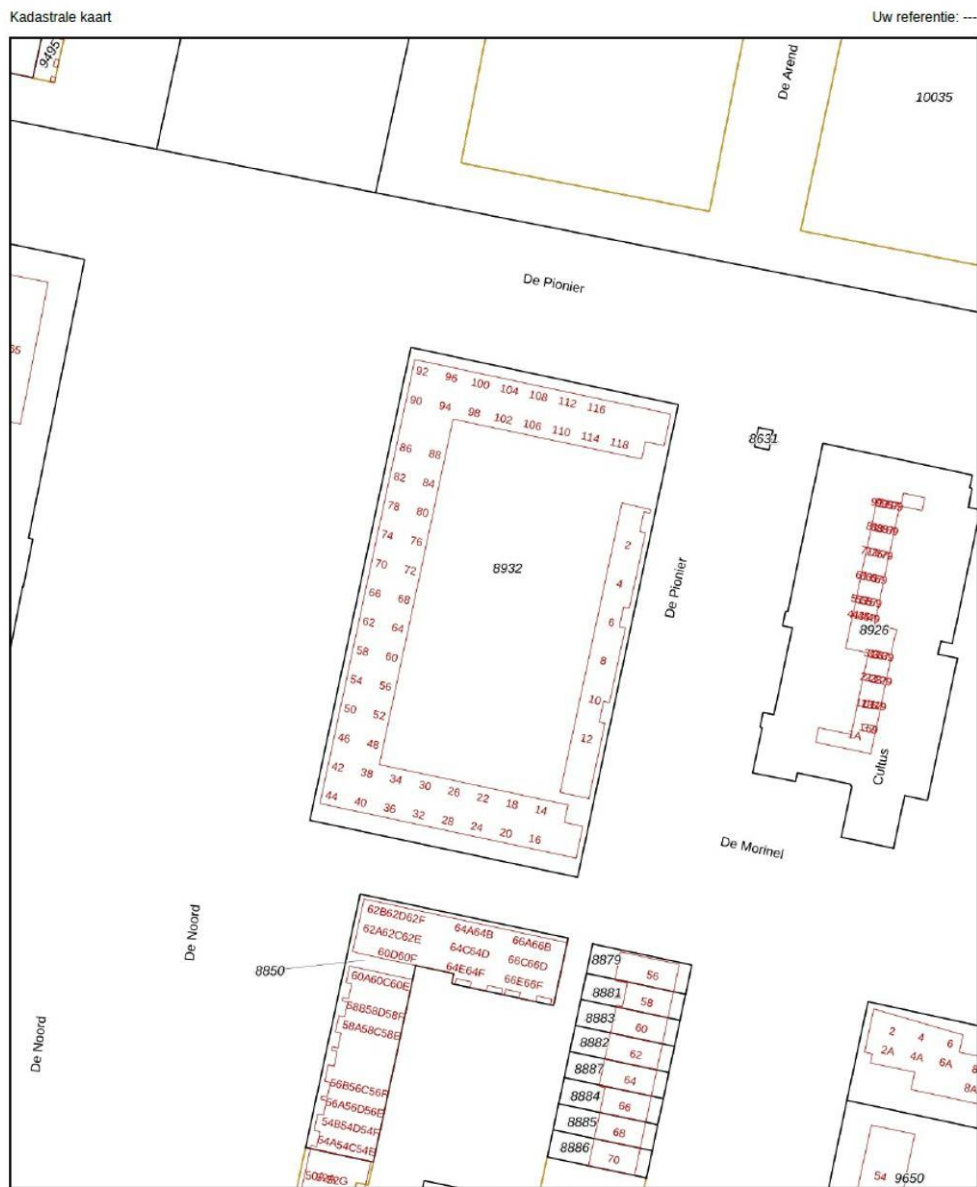 Kadastrale kaart
Uw referentie: ---
9495
De Arend
10035
De Pionier
92 96 100 104 108 112 116
90 94 98 102 106 110 114 118
86 88
82 84
78 80
74 76
70 72
66 68
62 64
58 60
54 56
50 52
46 48
42 38 34 30 26 22 18 14
44 40 36 32 28 24 20 16
8932
2
4
6
8
10
12
De Pionier
8631
8926
1A
Cultus
De Morinel
De Noord
De Noord
8850
62B62D62F 64A64B 66A66B
62A62C62E 64C64D 66C66D
60D60F 64E64F 66E66F
60A60C60E
58B58D58F
58A58C58E
56B56C56F
56A56D56E
54B54D54F
54A54C54E
8879 56
8881 58
8883 60
8882 62
8887 64
8884 66
8885 68
8886 70
2 4 6
2A 4A 6A
8A
54 9650